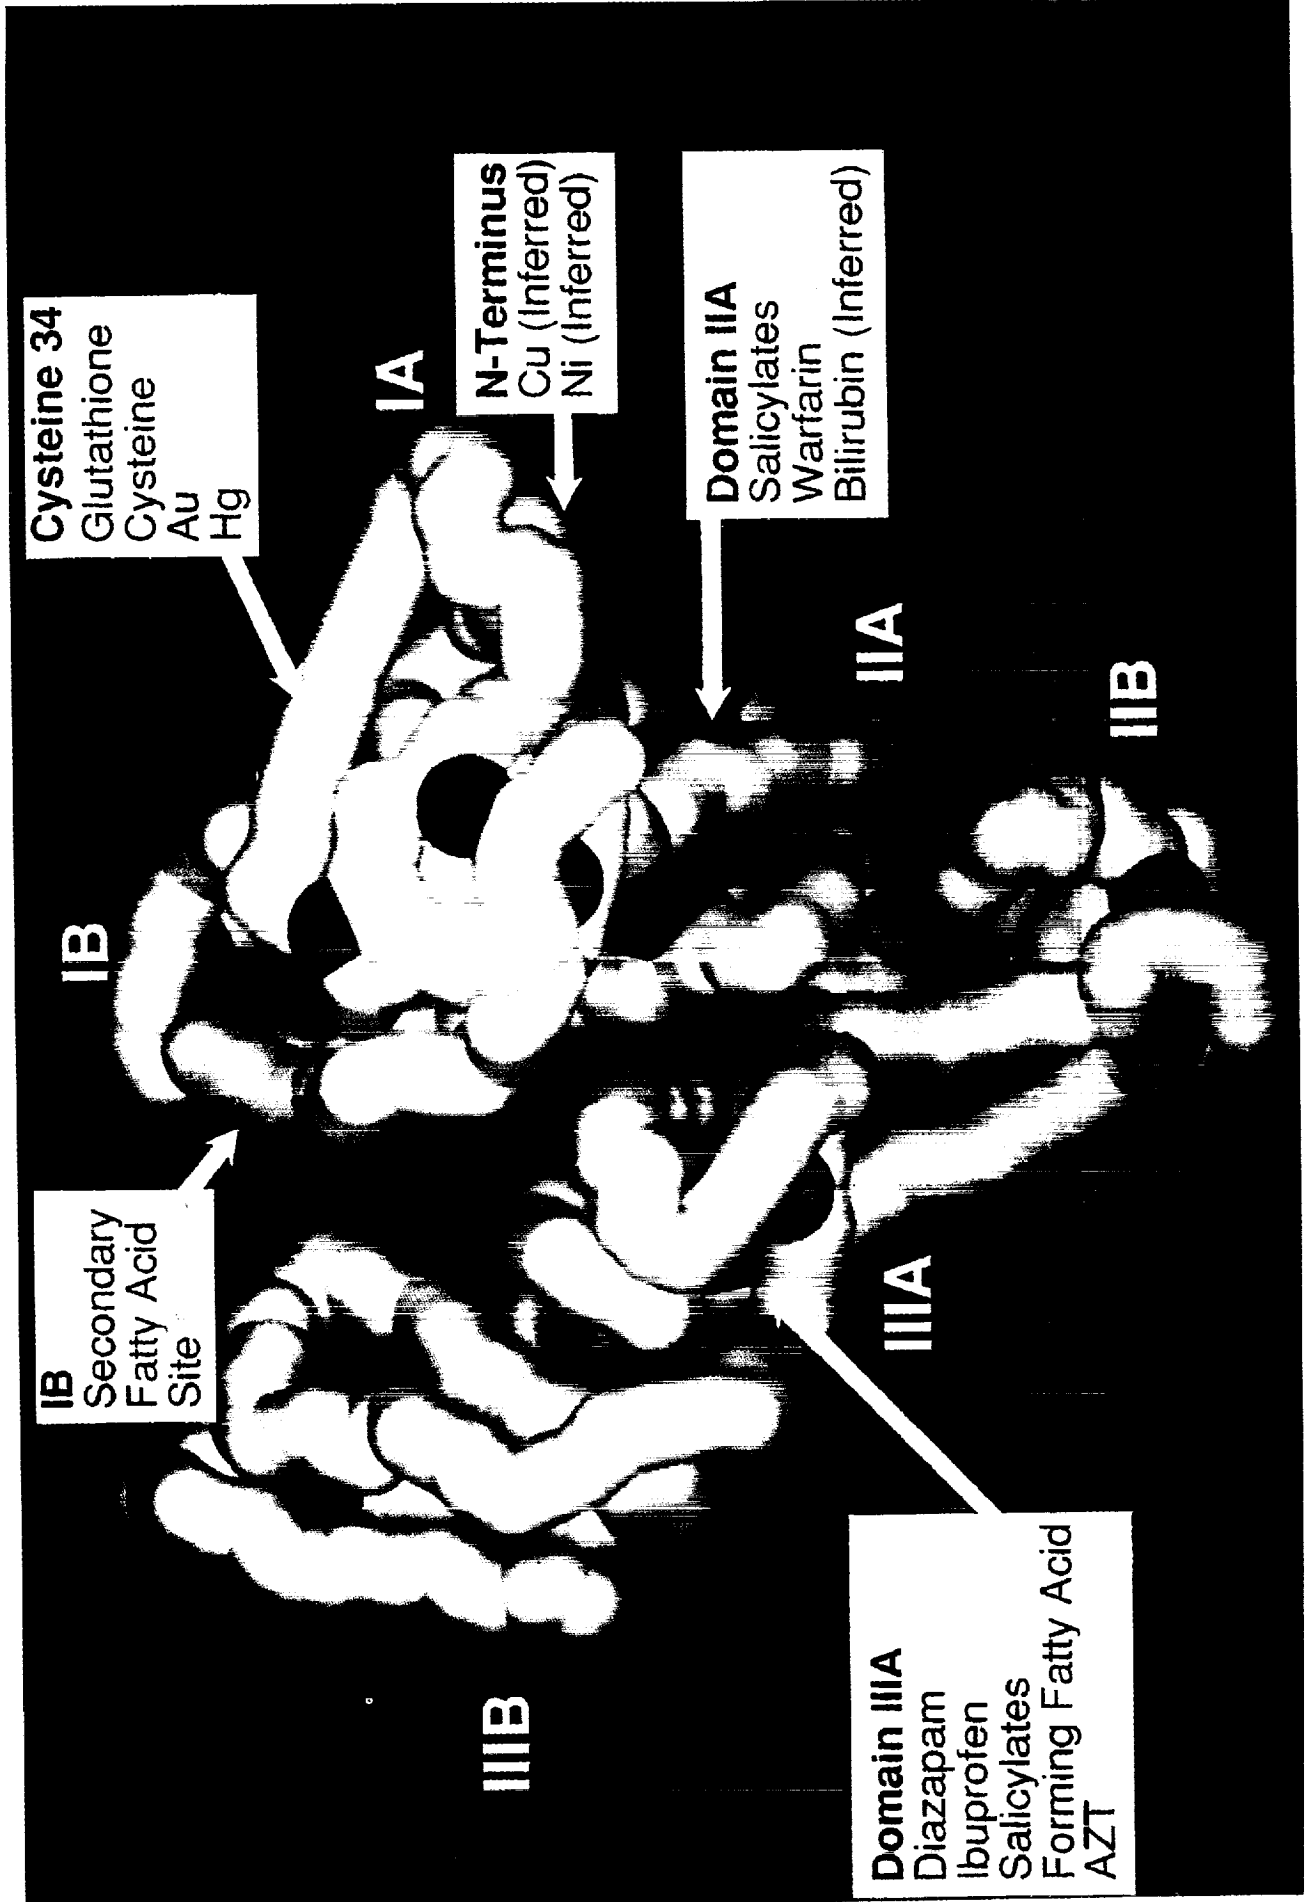 IB
Secondary
Fatty Acid
Site
IB
Cysteine 34
Glutathione
Cysteine
Au
Hg
IA
N-Terminus
Cu (Inferred)
Ni (Inferred)
IIIB
Domain IIA
Salicylates
Warfarin
Bilirubin (Inferred)
Domain IIIA
Diazapam
Ibuprofen
Salicylates
Forming Fatty Acid
AZT
IIIA
IIA
IIB